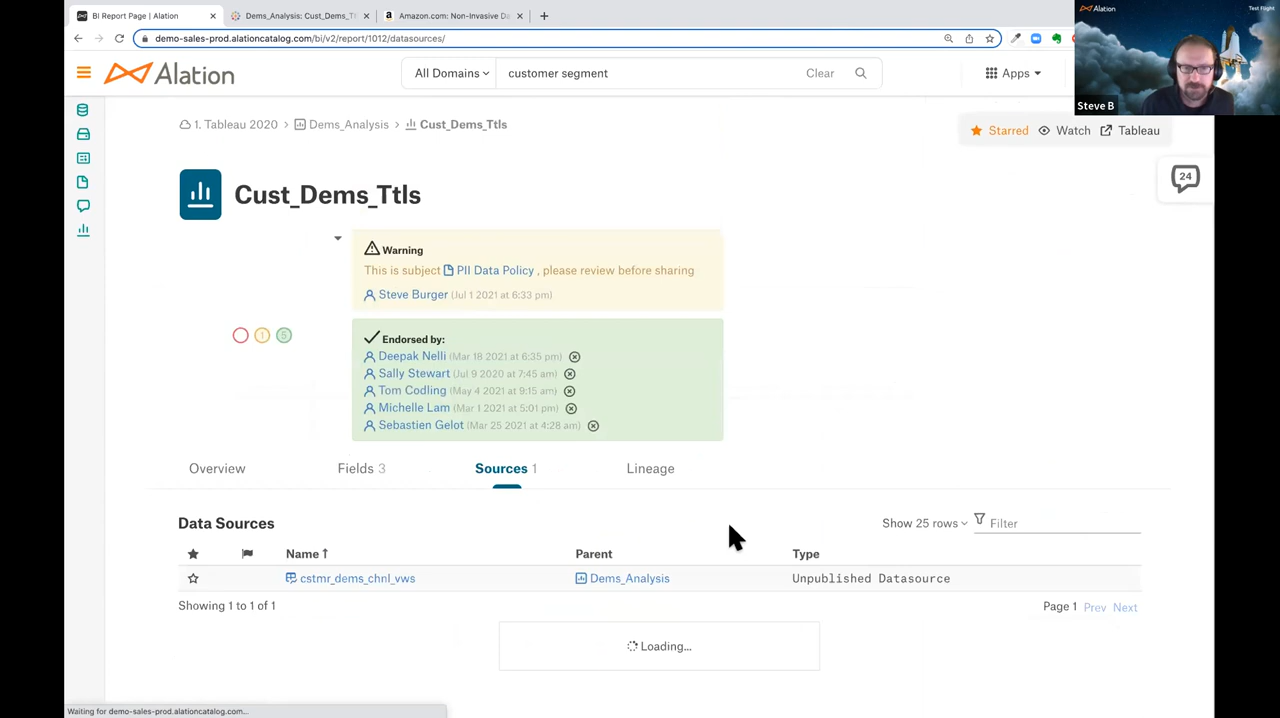 BI Report Page | Alation
Dems_Analysis: Cust_Dems_Tt
Amazon.com: Non-Invasive Da
demo-sales-prod.alationcatalog.com/bi/v2/report/1012/datasources/
Alation
Test Flight
Steve B
Alation
All Domains
customer segment
Clear
Apps
1. Tableau 2020 > Dems_Analysis > Cust_Dems_Ttls
Starred
Watch
Tableau
24
Cust_Dems_Ttls
Warning
This is subject PII Data Policy , please review before sharing
Steve Burger (Jul 1 2021 at 6:33 pm)
1
5
Endorsed by:
Deepak Nelli (Mar 18 2021 at 6:35 pm)
Sally Stewart (Jul 9 2020 at 7:45 am)
Tom Codling (May 4 2021 at 9:15 am)
Michelle Lam (Mar 1 2021 at 5:01 pm)
Sebastien Gelot (Mar 25 2021 at 4:28 am)
Overview
Fields 3
Sources 1
Lineage
Data Sources
Show 25 rows
Filter
Name ↑
Parent
Type
cstmr_dems_chnl_vws
Dems_Analysis
Unpublished Datasource
Showing 1 to 1 of 1
Page 1 Prev Next
Loading...
Waiting for demo-sales-prod.alationcatalog.com...